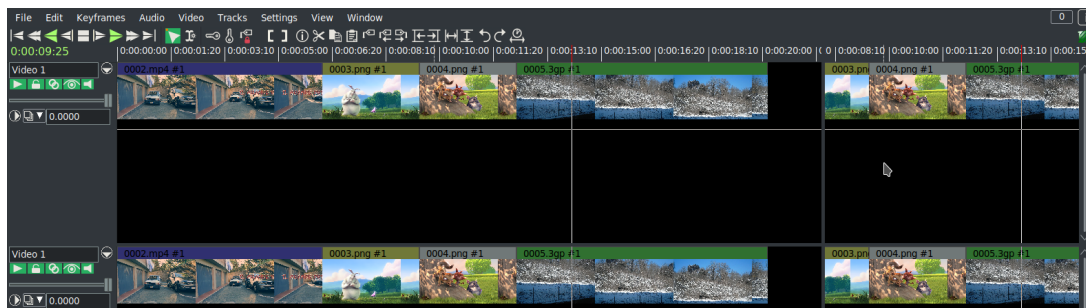 File Edit Keyframes Audio Video Tracks Settings View Window 0
0:00:09:25 0:00:00:00 0:00:01:20 0:00:03:10 0:00:05:00 0:00:06:20 0:00:08:10 0:00:10:00 0:00:11:20 0:00:13:10 0:00:15:00 0:00:16:20 0:00:18:10 0:00:20:00 0 0:00:08:10 0:00:10:00 0:00:11:20 0:00:13:10 0:00:15
Video 1 0002.mp4 #1 0003.png #1 0004.png #1 0005.3gp #1 0003.pn 0004.png #1 0005.3gp #1
0.0000
Video 1 0002.mp4 #1 0003.png #1 0004.png #1 0005.3gp #1 0003.pn 0004.png #1 0005.3gp #1
0.0000